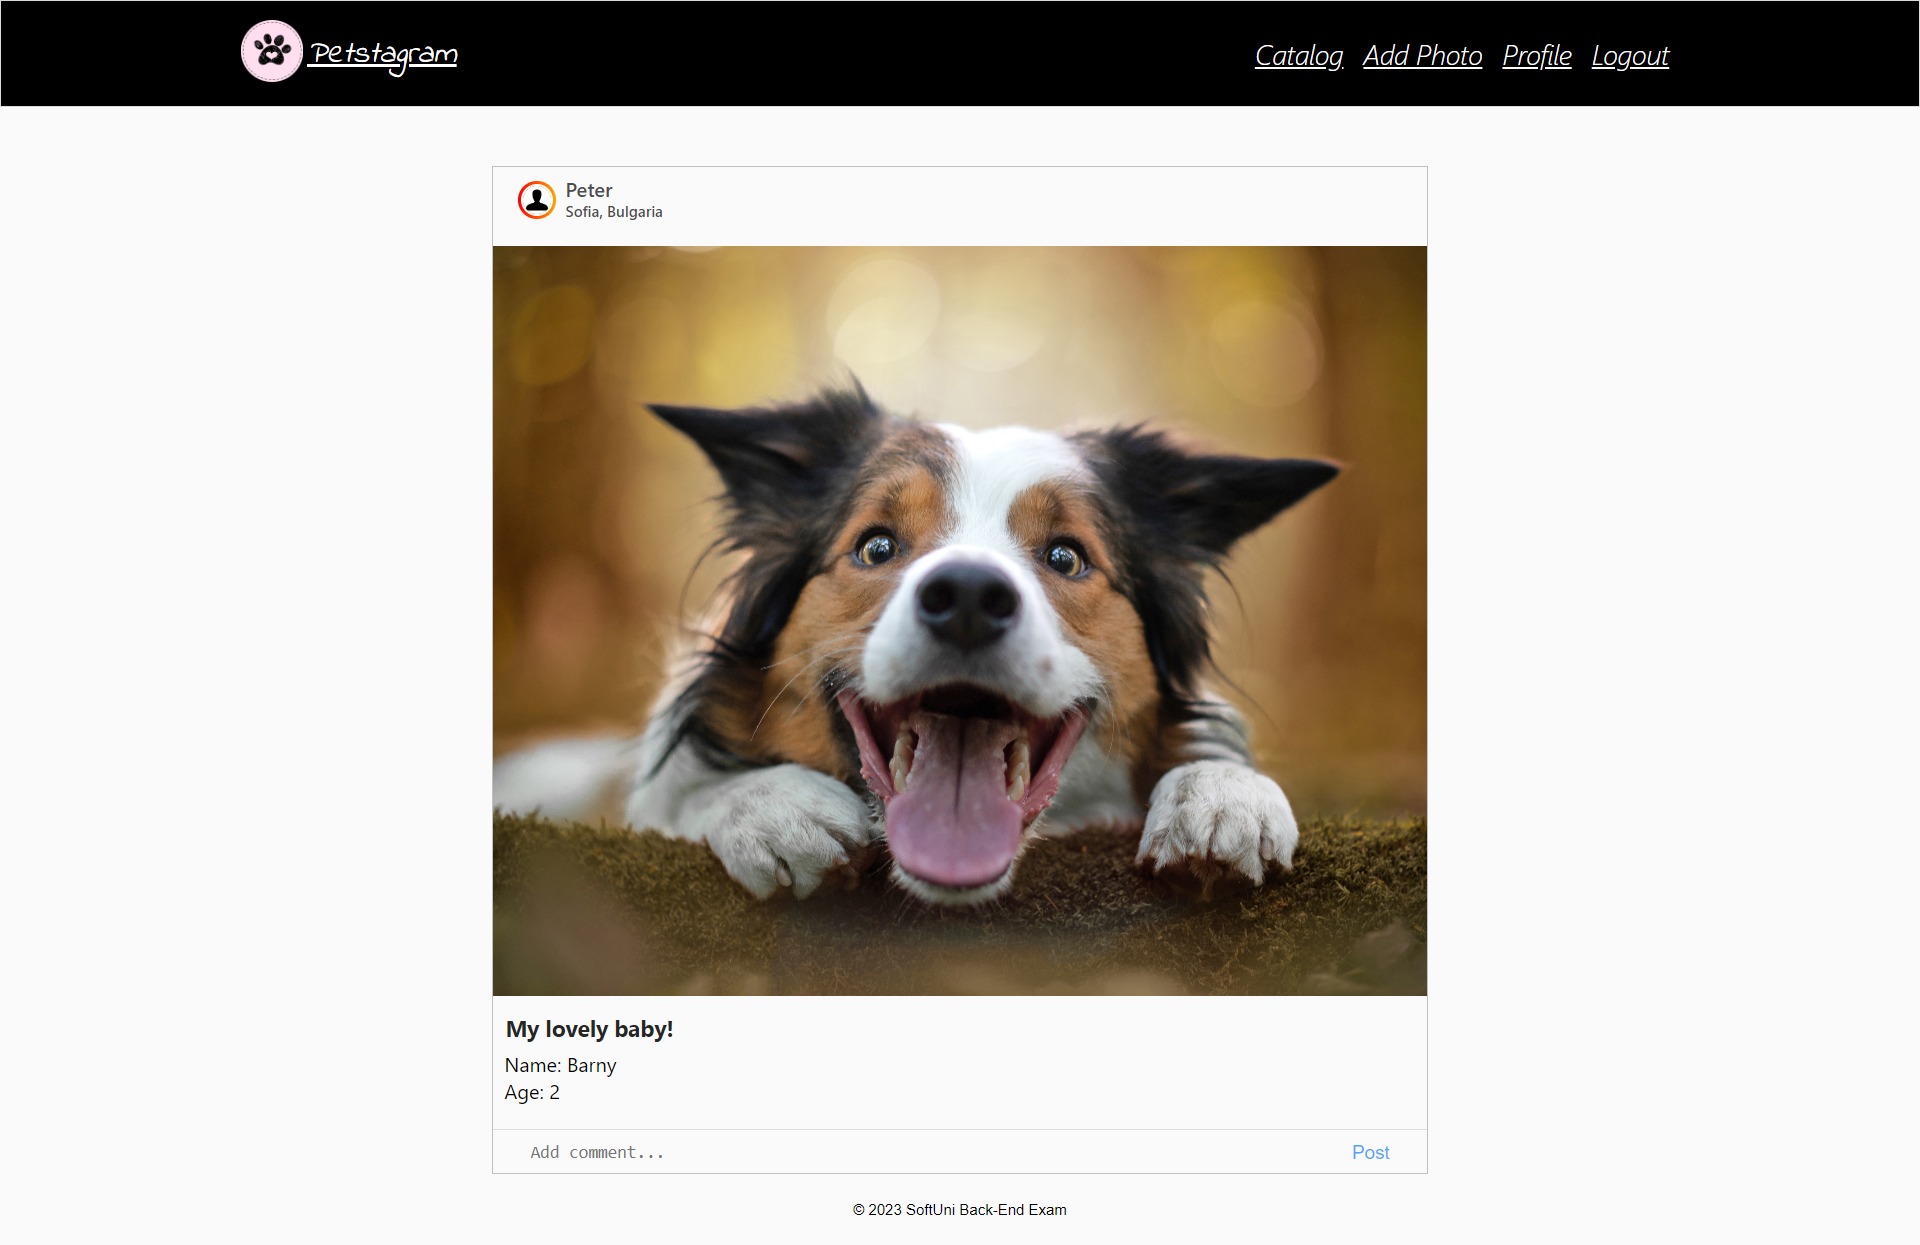 Petstagram
Catalog Add Photo Profile Logout
Peter
Sofia, Bulgaria
My lovely baby!
Name: Barny
Age: 2
Add comment...
Post
© 2023 SoftUni Back-End Exam